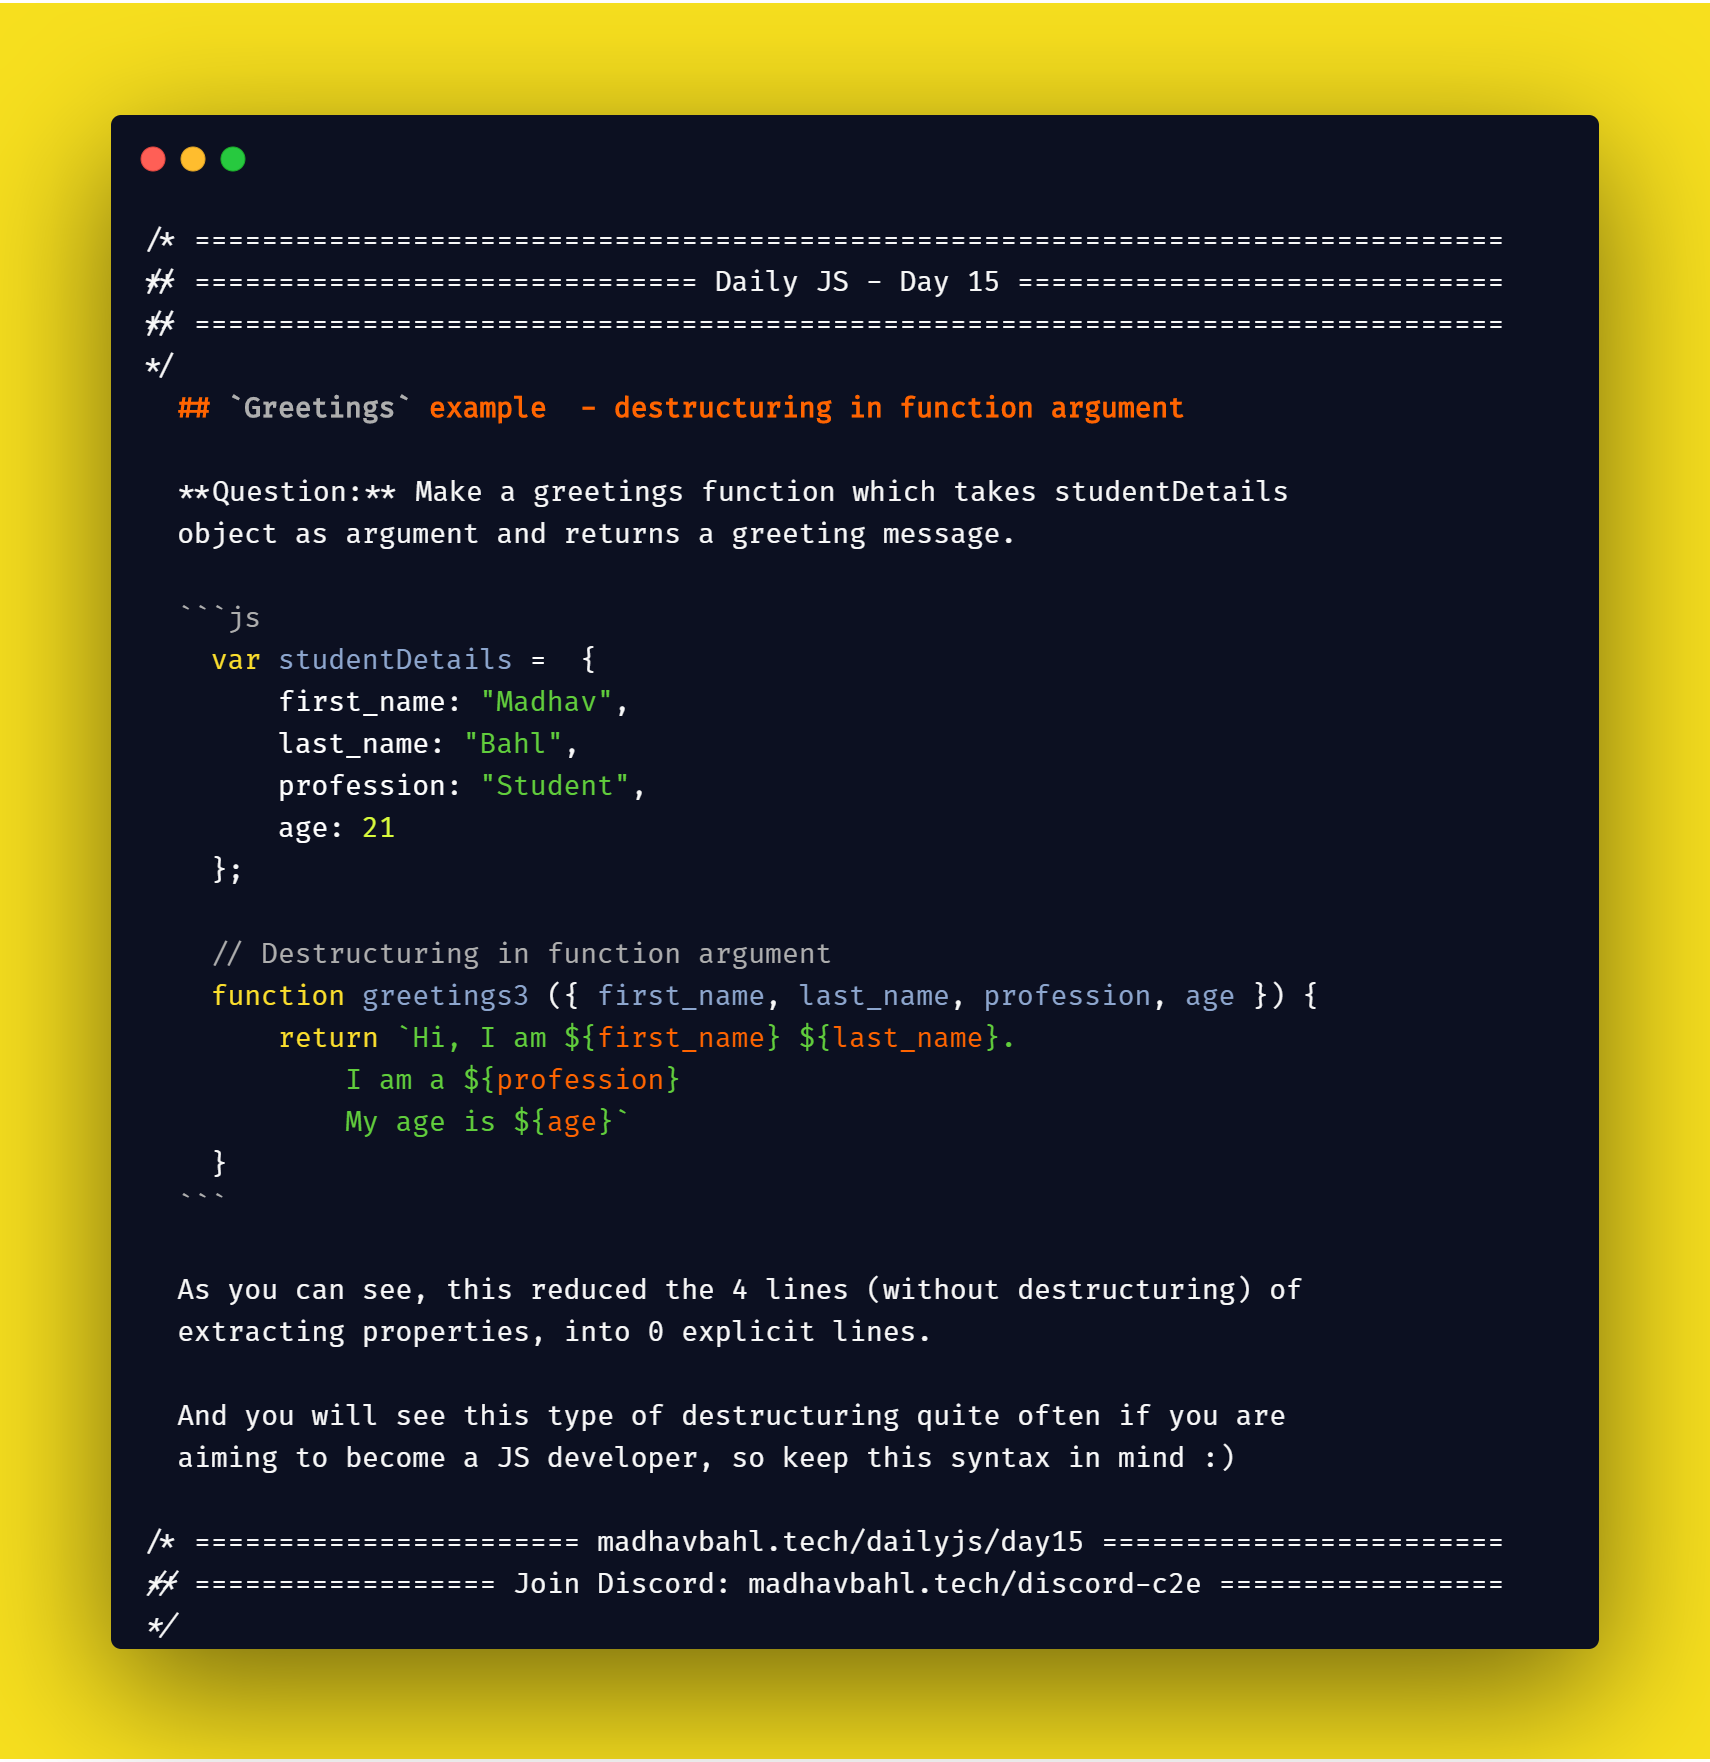 /* ==============================================================================
## ============================== Daily JS - Day 15 =============================
## ==============================================================================
*/
## `Greetings` example  - destructuring in function argument
**Question:** Make a greetings function which takes studentDetails
object as argument and returns a greeting message.
```js
var studentDetails =  {
first_name: "Madhav",
last_name: "Bahl",
profession: "Student",
age: 21
};
// Destructuring in function argument
function greetings3 ({ first_name, last_name, profession, age }) {
return `Hi, I am ${first_name} ${last_name}.
I am a ${profession}
My age is ${age}`
}
```
As you can see, this reduced the 4 lines (without destructuring) of
extracting properties, into 0 explicit lines.
And you will see this type of destructuring quite often if you are
aiming to become a JS developer, so keep this syntax in mind :)
/* ======================= madhavbahl.tech/dailyjs/day15 ========================
## ================== Join Discord: madhavbahl.tech/discord-c2e =================
*/